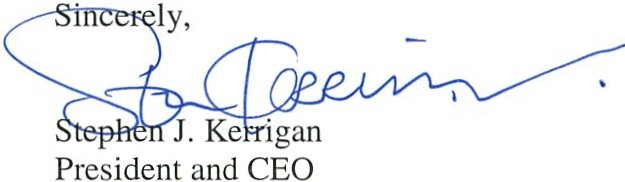 Sincerely,
Stephen J. Kerrigan
President and CEO